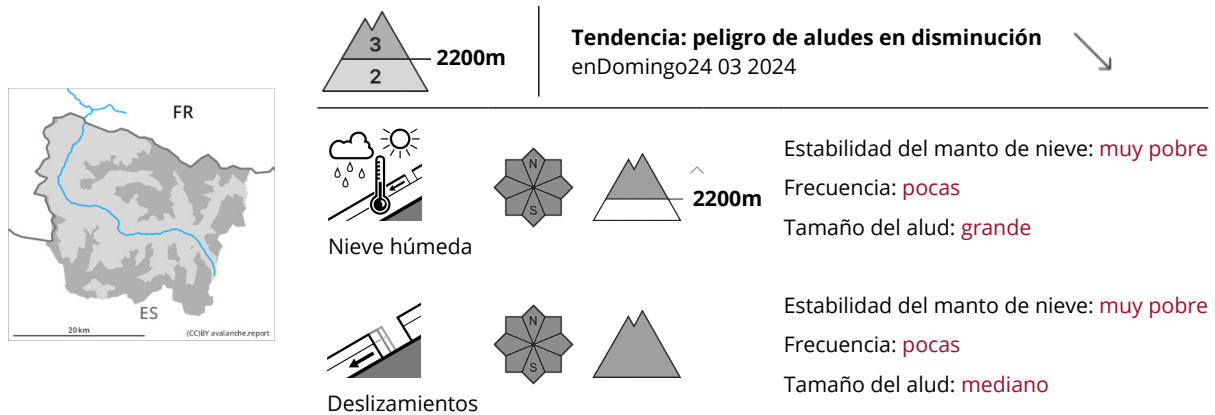 3
2200m
2
Tendencia: peligro de aludes en disminución
enDomingo24 03 2024
FR
ES
20 km
(CC)BY avalanche.report
N
S
2200m
Nieve húmeda
Estabilidad del manto de nieve: muy pobre
Frecuencia: pocas
Tamaño del alud: grande
N
S
Deslizamientos
Estabilidad del manto de nieve: muy pobre
Frecuencia: pocas
Tamaño del alud: mediano